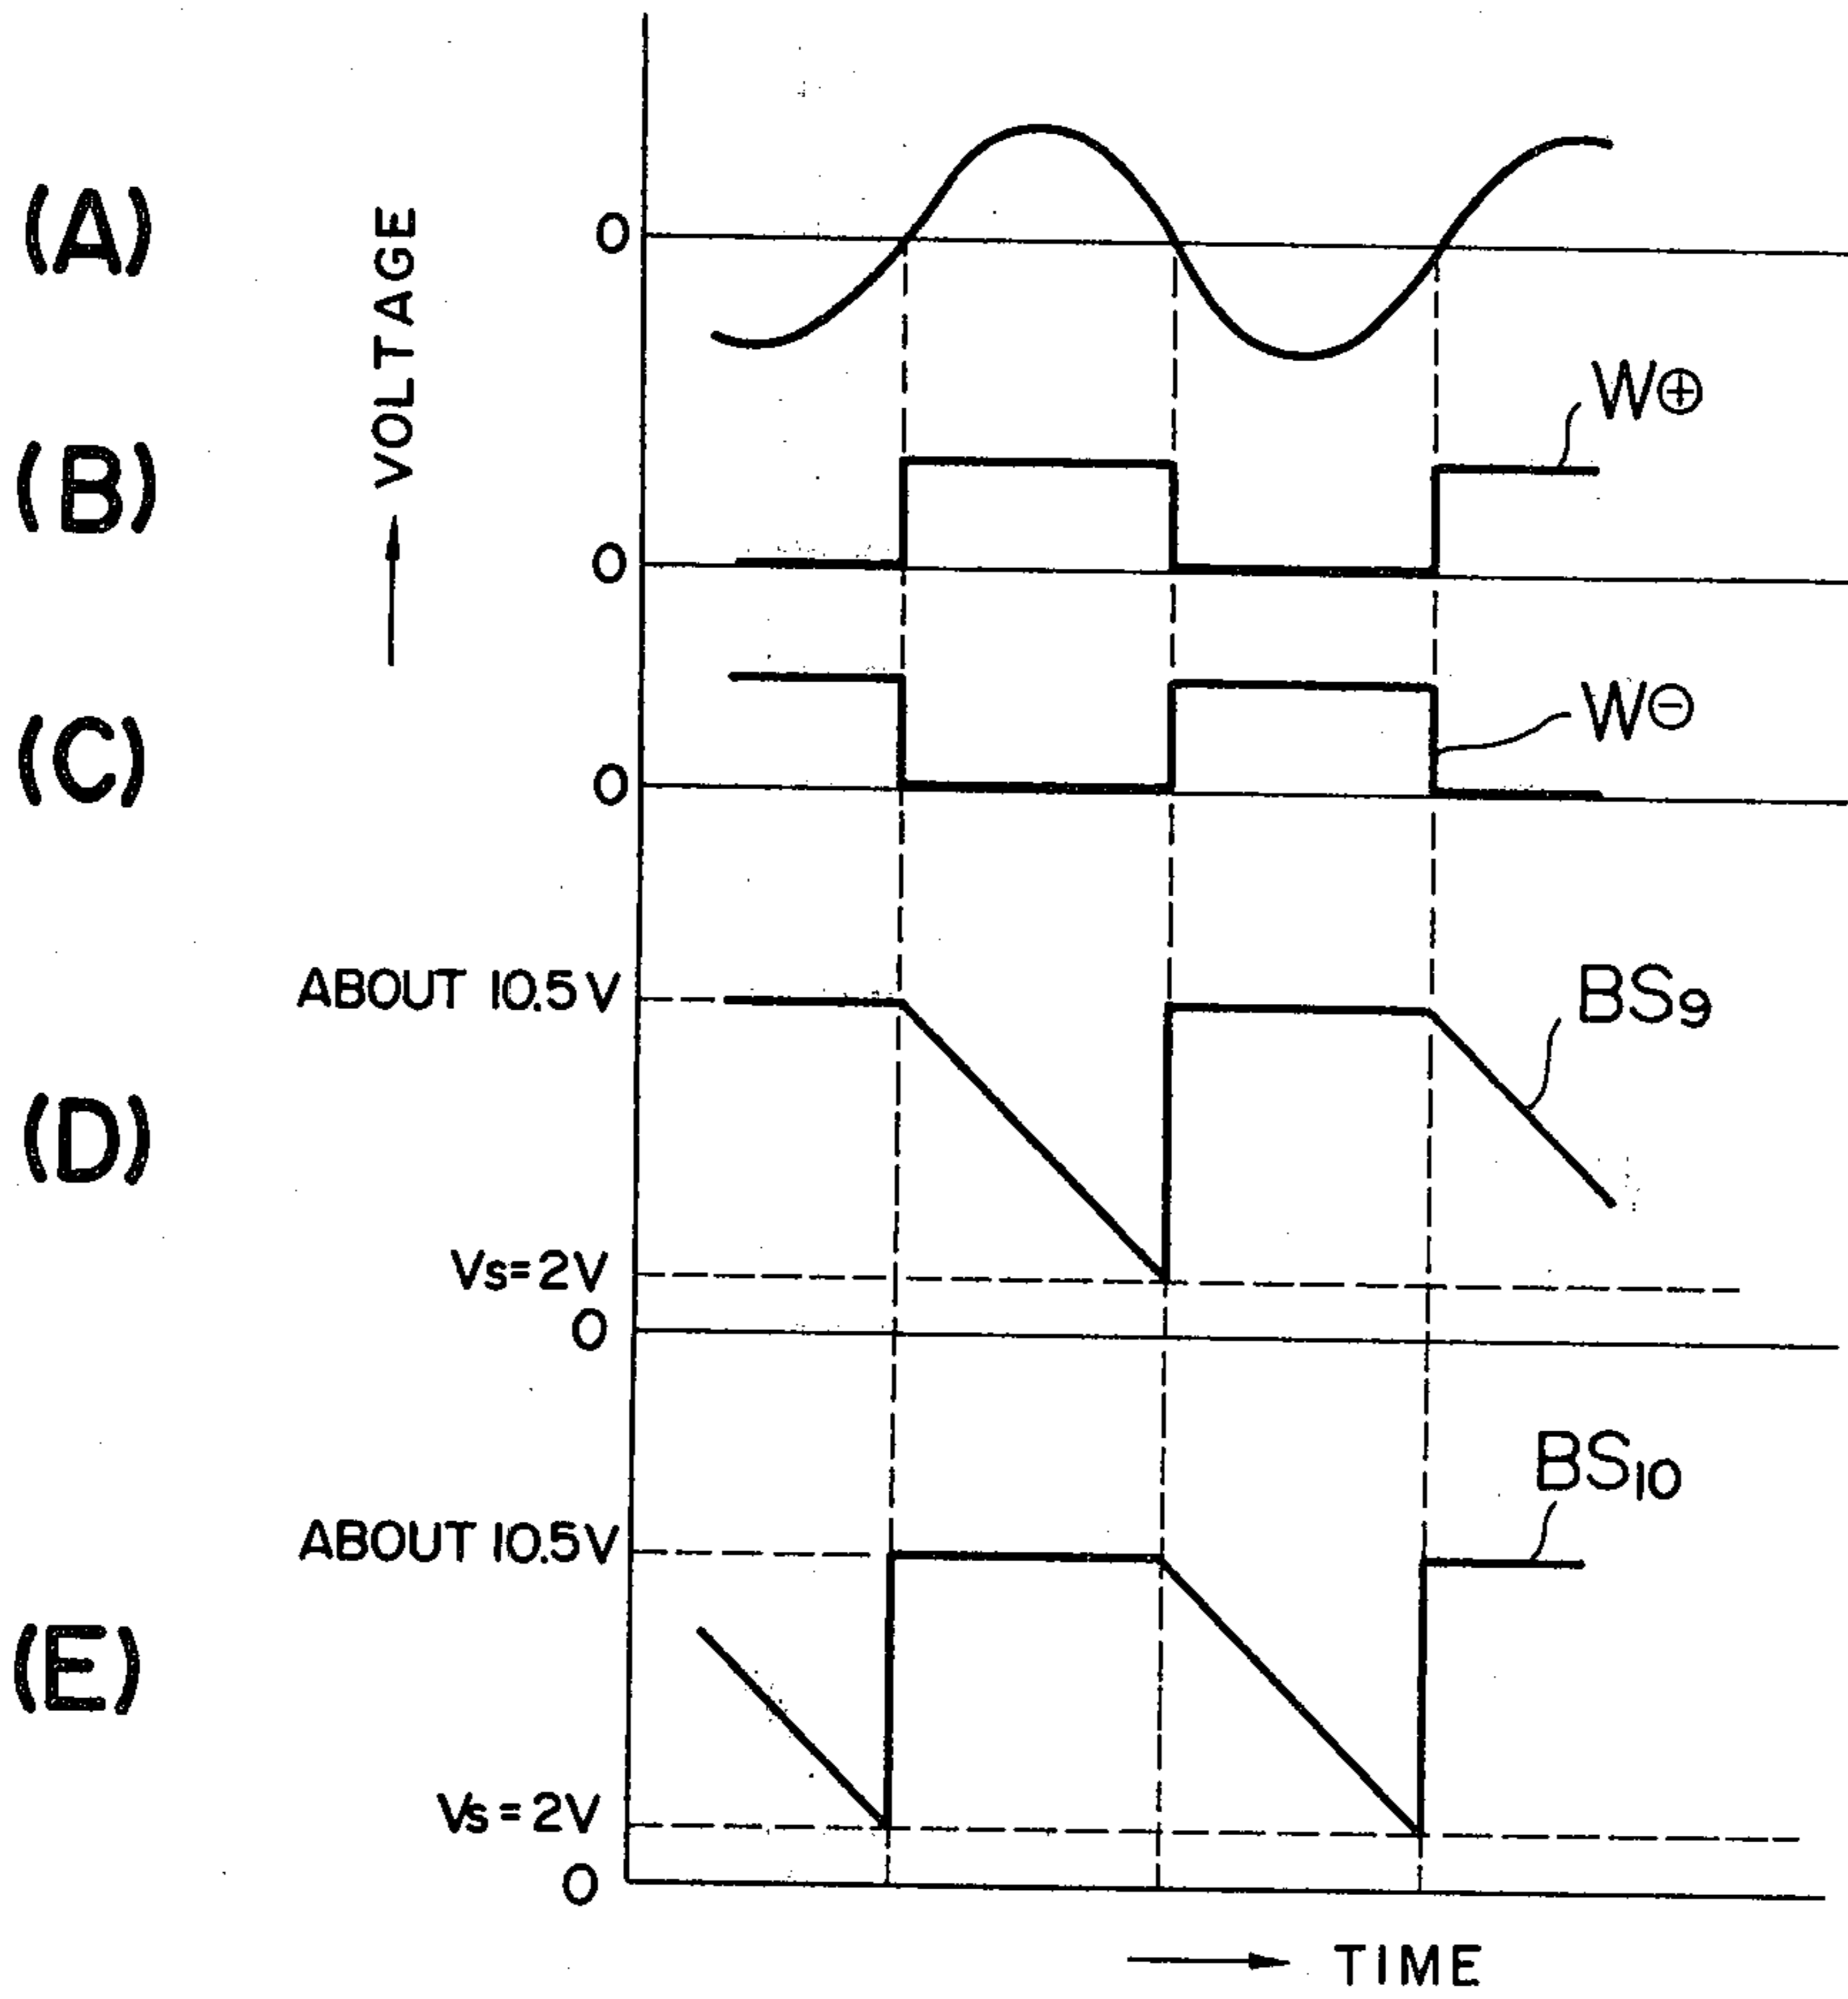 (A)
VOLTAGE
0
(B)
W⊕
0
(C)
W⊖
0
ABOUT 10.5V
BS₉
(D)
Vs=2V
0
BS₁₀
ABOUT 10.5V
(E)
Vs=2V
0
TIME